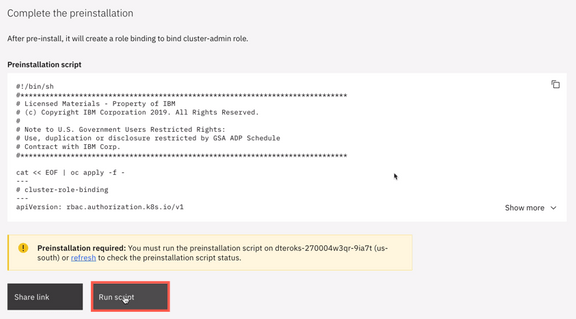 Complete the preinstallation
After pre-install, it will create a role binding to bind cluster-admin role.
Preinstallation script
#!/bin/sh
#*****************************************************************************
# Licensed Materials - Property of IBM
# (c) Copyright IBM Corporation 2019. All Rights Reserved.
#
# Note to U.S. Government Users Restricted Rights:
# Use, duplication or disclosure restricted by GSA ADP Schedule
# Contract with IBM Corp.
#*****************************************************************************
cat << EOF | oc apply -f -
---
# cluster-role-binding
---
apiVersion: rbac.authorization.k8s.io/v1
Show more
Preinstallation required: You must run the preinstallation script on dteroks-270004w3qr-9ia7t (us-
south) or refresh to check the preinstallation script status.
Share link
Run script